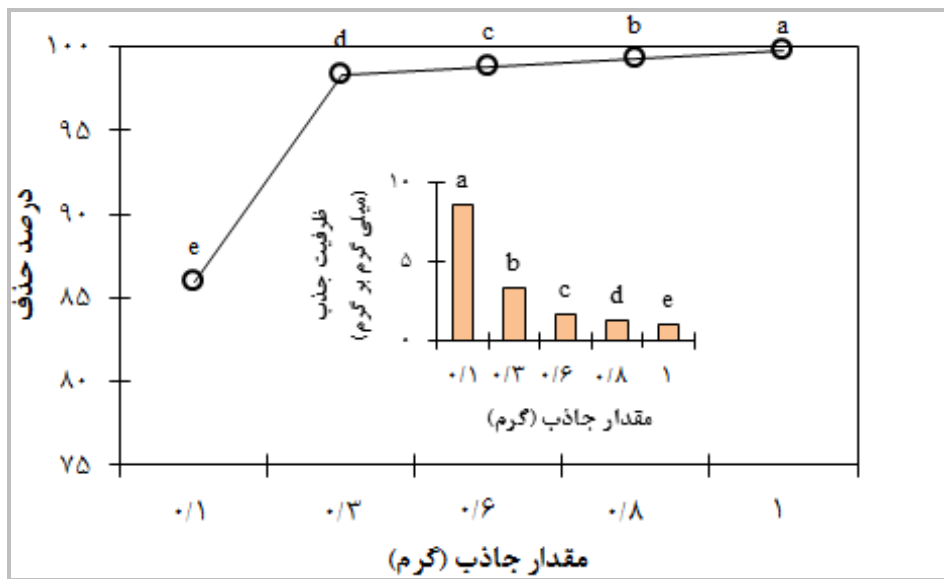 a
b
c
d
۱۰۰
۹۵
۹۰
e
۸۵
۸۰
۷۵
درصد حذف
۰/۱ ۰/۳ ۰/۶ ۰/۸ ۱
مقدار جاذب (گرم)
۱۰
۵
۰
a
b
c
d
e
ظرفیت جذب
(میلی گرم بر گرم)
۰/۱ ۰/۳ ۰/۶ ۰/۸ ۱
مقدار جاذب (گرم)